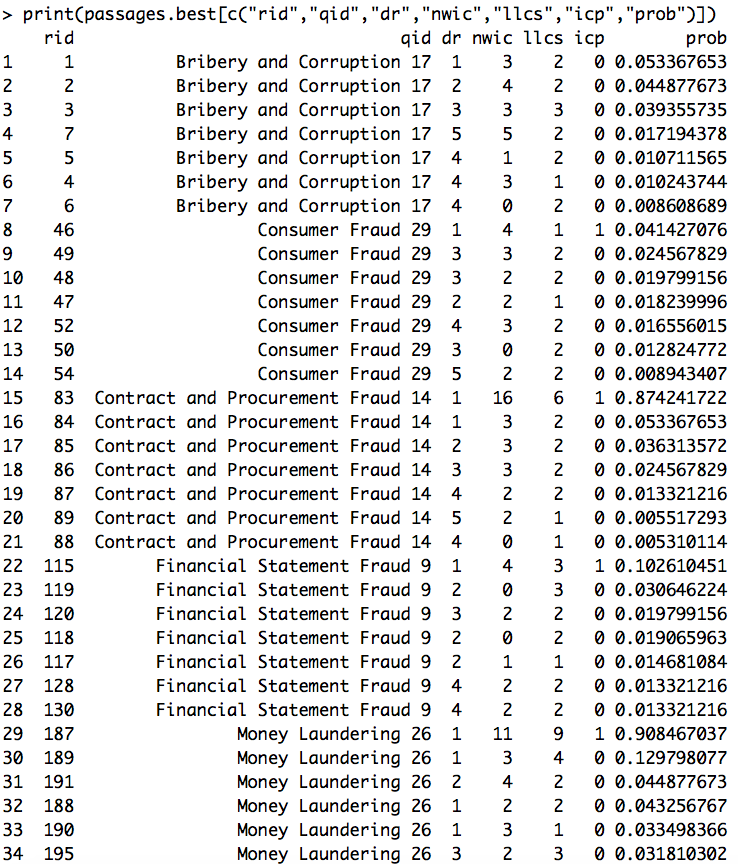 > print(passages.best[c("rid","qid","dr","nwic","llcs","icp","prob")])
rid qid dr nwic llcs icp prob
1 1 Bribery and Corruption 17 1 3 2 0 0.053367653
2 2 Bribery and Corruption 17 2 4 2 0 0.044877673
3 3 Bribery and Corruption 17 3 3 3 0 0.039355735
4 7 Bribery and Corruption 17 5 5 2 0 0.017194378
5 5 Bribery and Corruption 17 4 1 2 0 0.010711565
6 4 Bribery and Corruption 17 4 3 1 0 0.010243744
7 6 Bribery and Corruption 17 4 0 2 0 0.008608689
8 46 Consumer Fraud 29 1 4 1 1 0.041427076
9 49 Consumer Fraud 29 3 3 2 0 0.024567829
10 48 Consumer Fraud 29 3 2 2 0 0.019799156
11 47 Consumer Fraud 29 2 2 1 0 0.018239996
12 52 Consumer Fraud 29 4 3 2 0 0.016556015
13 50 Consumer Fraud 29 3 0 2 0 0.012824772
14 54 Consumer Fraud 29 5 2 2 0 0.008943407
15 83 Contract and Procurement Fraud 14 1 16 6 1 0.874241722
16 84 Contract and Procurement Fraud 14 1 3 2 0 0.053367653
17 85 Contract and Procurement Fraud 14 2 3 2 0 0.036313572
18 86 Contract and Procurement Fraud 14 3 3 2 0 0.024567829
19 87 Contract and Procurement Fraud 14 4 2 2 0 0.013321216
20 89 Contract and Procurement Fraud 14 5 2 1 0 0.005517293
21 88 Contract and Procurement Fraud 14 4 0 1 0 0.005310114
22 115 Financial Statement Fraud 9 1 4 3 1 0.102610451
23 119 Financial Statement Fraud 9 2 0 3 0 0.030646224
24 120 Financial Statement Fraud 9 3 2 2 0 0.019799156
25 118 Financial Statement Fraud 9 2 0 2 0 0.019065963
26 117 Financial Statement Fraud 9 2 1 1 0 0.014681084
27 128 Financial Statement Fraud 9 4 2 2 0 0.013321216
28 130 Financial Statement Fraud 9 4 2 2 0 0.013321216
29 187 Money Laundering 26 1 11 9 1 0.908467037
30 189 Money Laundering 26 1 3 4 0 0.129798077
31 191 Money Laundering 26 2 4 2 0 0.044877673
32 188 Money Laundering 26 1 2 2 0 0.043256767
33 190 Money Laundering 26 1 3 1 0 0.033498366
34 195 Money Laundering 26 3 2 3 0 0.031810302